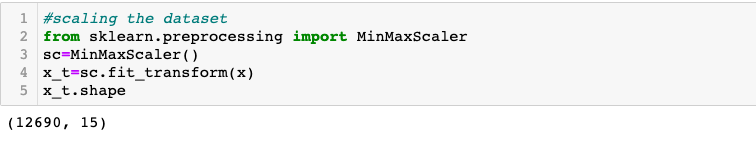 1 #scaling the dataset
2 from sklearn.preprocessing import MinMaxScaler
3 sc=MinMaxScaler()
4 x_t=sc.fit_transform(x)
5 x_t.shape
(12690, 15)